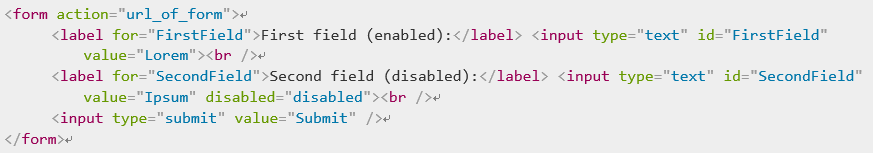 <form action="url_of_form">
<label for="FirstField">First field (enabled):</label> <input type="text" id="FirstField"
value="Lorem"><br />
<label for="SecondField">Second field (disabled):</label> <input type="text" id="SecondField"
value="Ipsum" disabled="disabled"><br />
<input type="submit" value="Submit" />
</form>